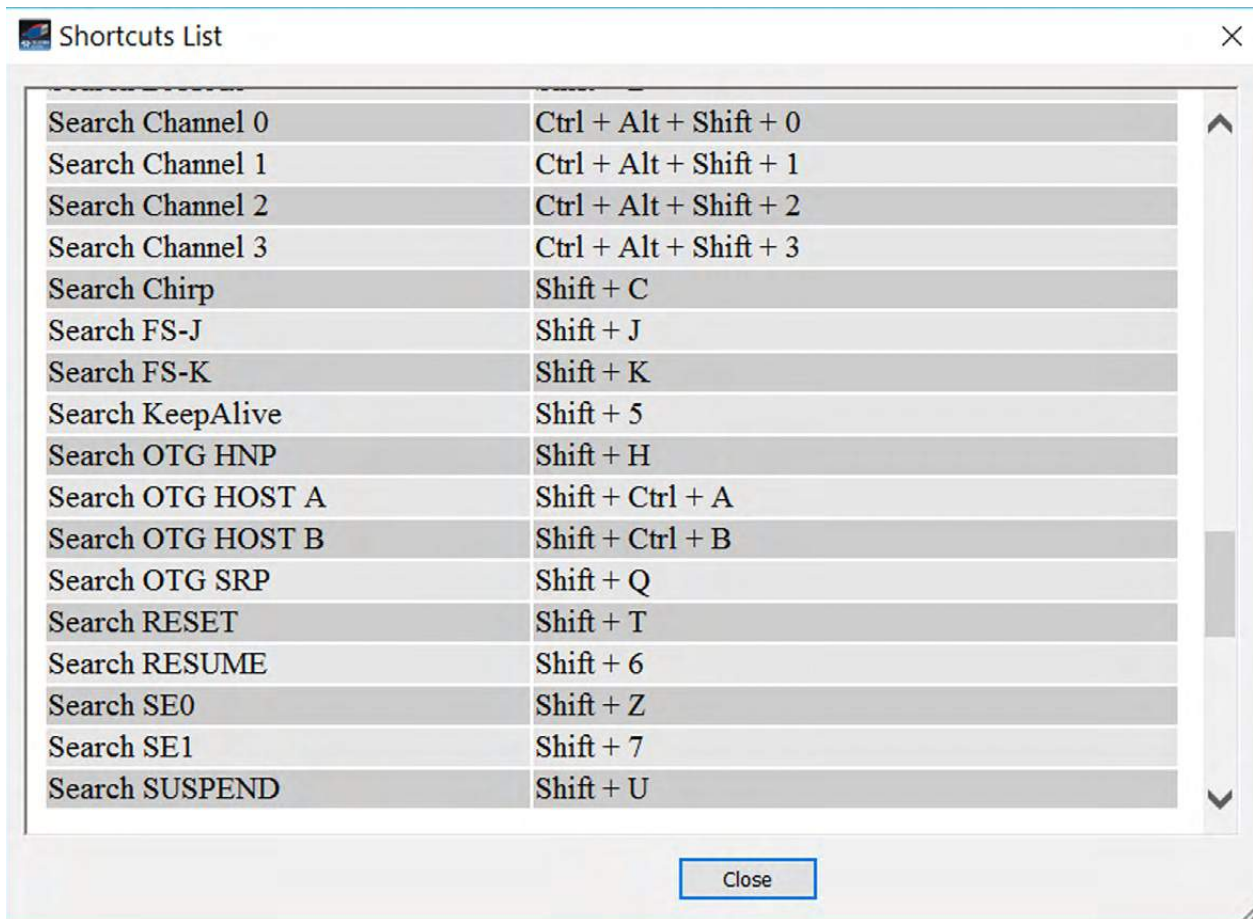 Shortcuts List
Search Channel 0 Ctrl + Alt + Shift + 0
Search Channel 1 Ctrl + Alt + Shift + 1
Search Channel 2 Ctrl + Alt + Shift + 2
Search Channel 3 Ctrl + Alt + Shift + 3
Search Chirp Shift + C
Search FS-J Shift + J
Search FS-K Shift + K
Search KeepAlive Shift + 5
Search OTG HNP Shift + H
Search OTG HOST A Shift + Ctrl + A
Search OTG HOST B Shift + Ctrl + B
Search OTG SRP Shift + Q
Search RESET Shift + T
Search RESUME Shift + 6
Search SE0 Shift + Z
Search SE1 Shift + 7
Search SUSPEND Shift + U
Close